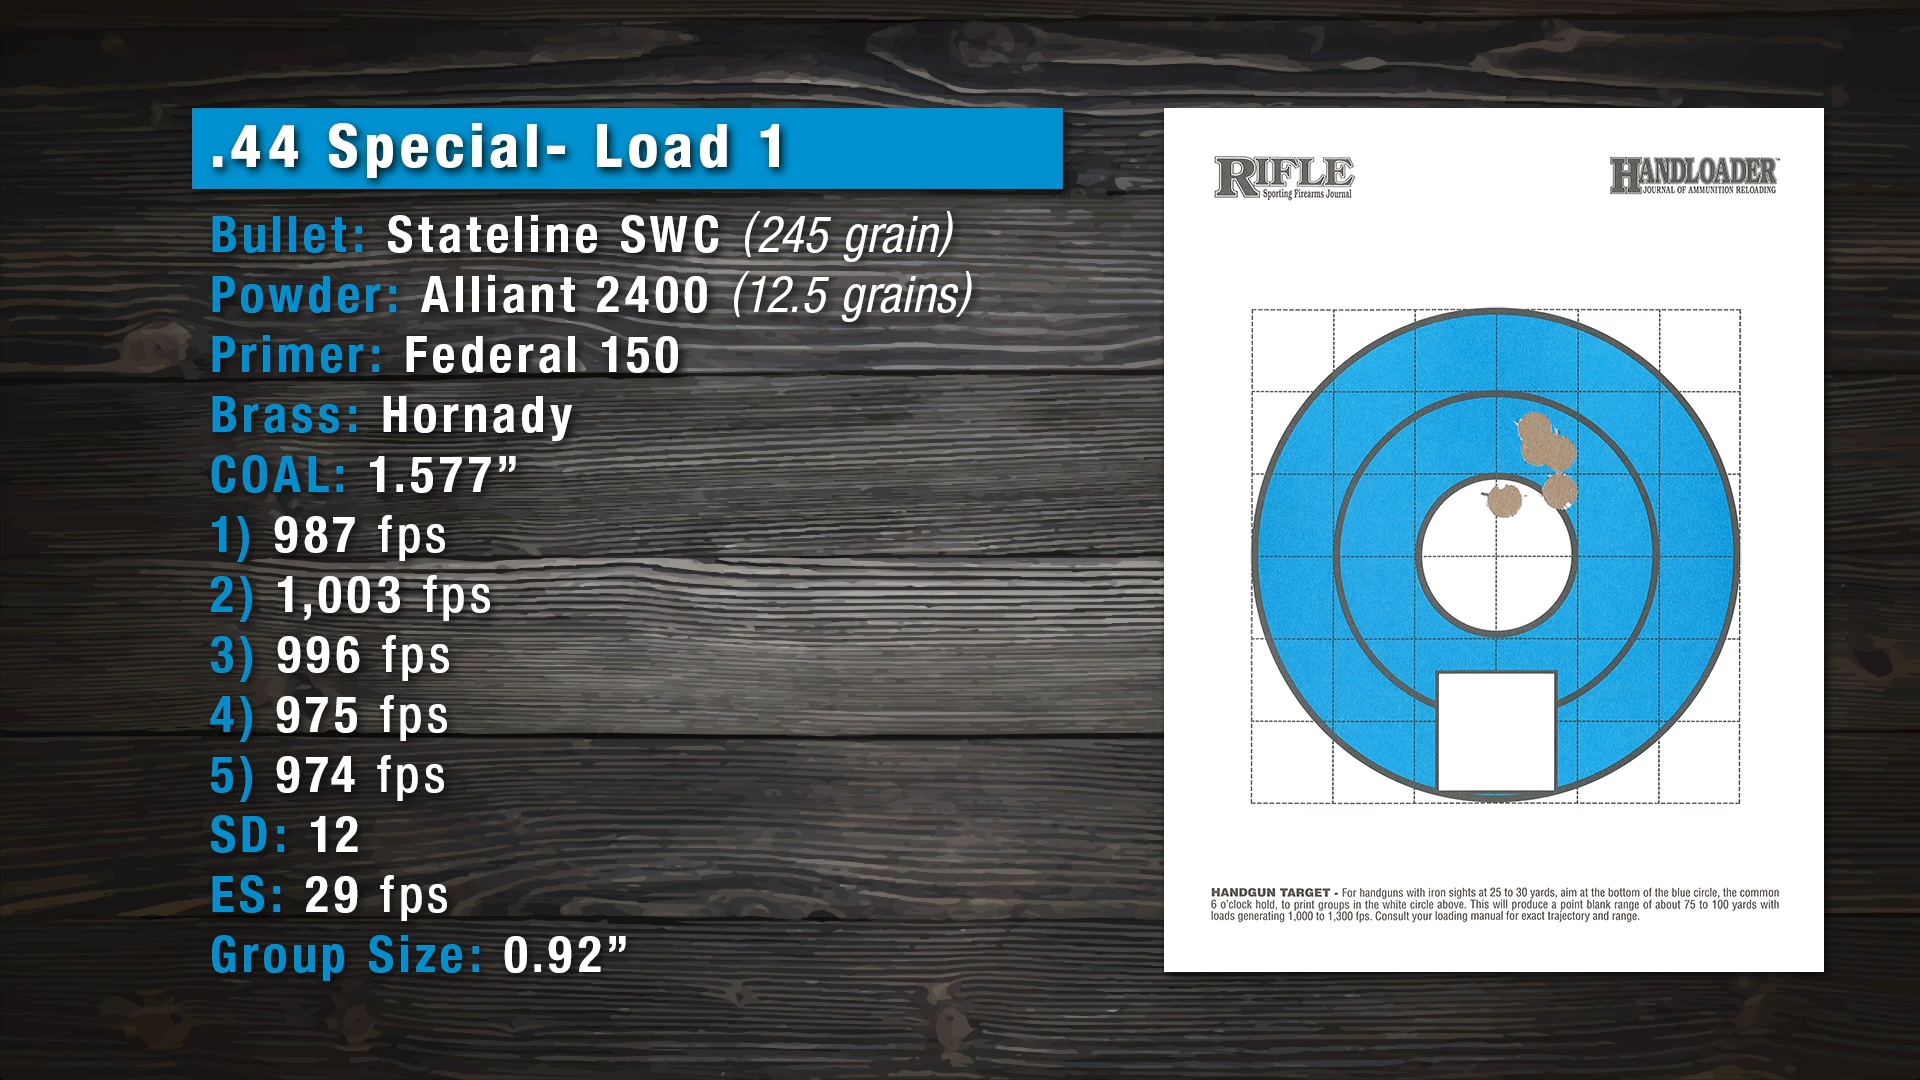 .44 Special- Load 1
Bullet: Stateline SWC (245 grain)
Powder: Alliant 2400 (12.5 grains)
Primer: Federal 150
Brass: Hornady
COAL: 1.577”
1) 987 fps
2) 1,003 fps
3) 996 fps
4) 975 fps
5) 974 fps
SD: 12
ES: 29 fps
Group Size: 0.92”
RIFLE
Sporting Firearms Journal
HANDLOADER™
JOURNAL OF AMMUNITION RELOADING
HANDGUN TARGET - For handguns with iron sights at 25 to 30 yards, aim at the bottom of the blue circle, the common
6 o'clock hold, to print groups in the white circle above. This will produce a point blank range of about 75 to 100 yards with
loads generating 1,000 to 1,300 fps. Consult your loading manual for exact trajectory and range.